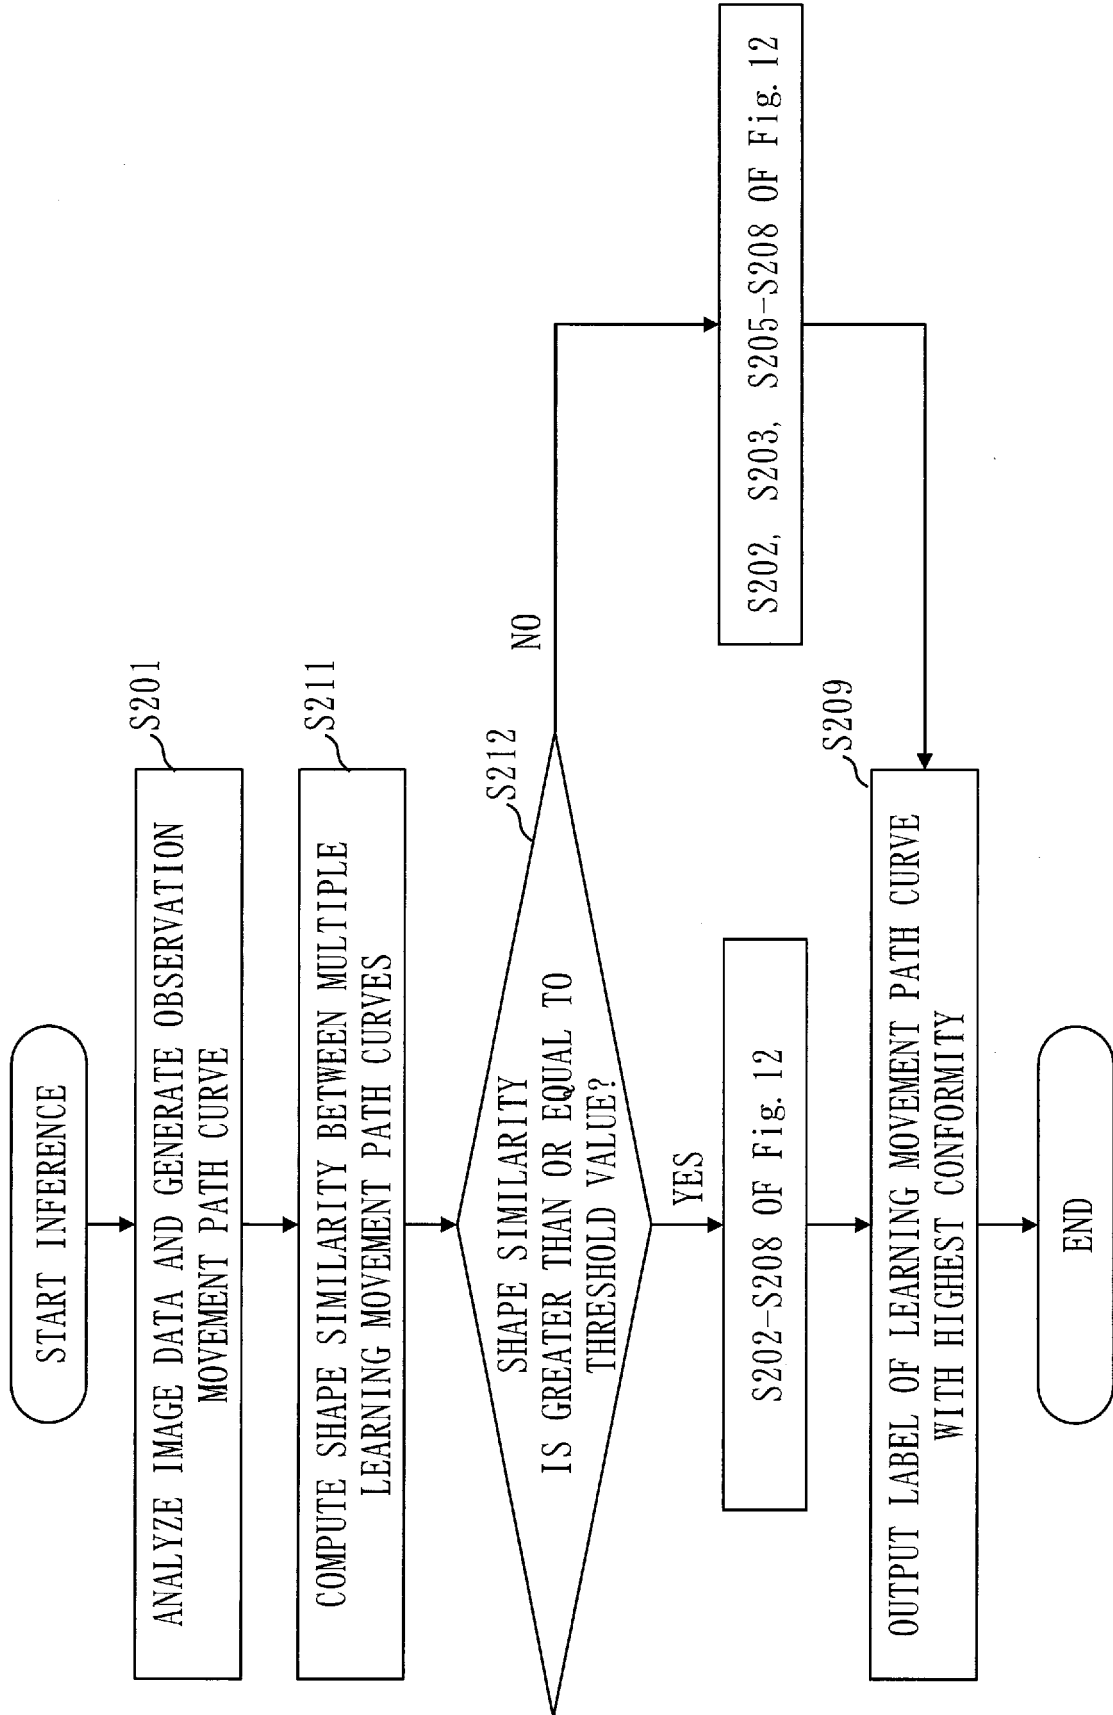 START INFERENCE
S201
ANALYZE IMAGE DATA AND GENERATE OBSERVATION
MOVEMENT PATH CURVE
S211
COMPUTE SHAPE SIMILARITY BETWEEN MULTIPLE
LEARNING MOVEMENT PATH CURVES
S212
SHAPE SIMILARITY
IS GREATER THAN OR EQUAL TO
THRESHOLD VALUE?
NO
YES
S202-S208 OF Fig. 12
S202, S203, S205-S208 OF Fig. 12
S209
OUTPUT LABEL OF LEARNING MOVEMENT PATH CURVE
WITH HIGHEST CONFORMITY
END